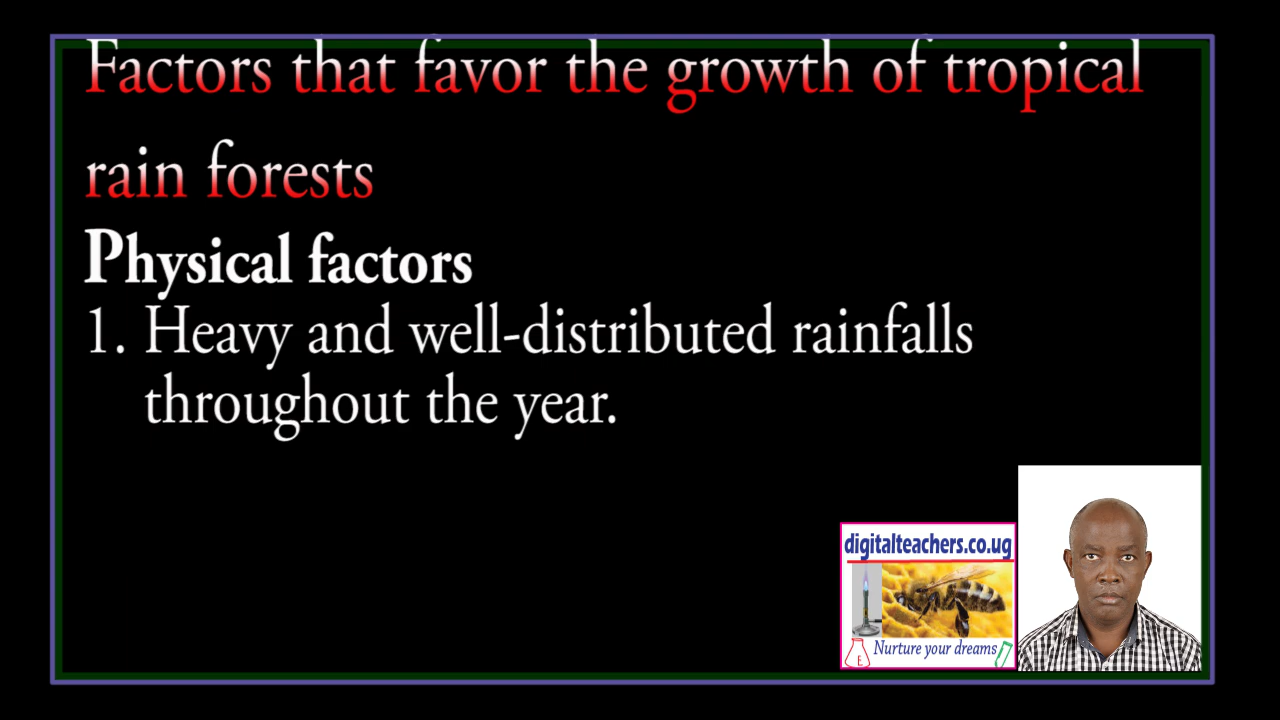 Factors that favor the growth of tropical
rain forests
Physical factors
1. Heavy and well-distributed rainfalls
throughout the year.
digitalteachers.co.ug
E
Nurture your dreams